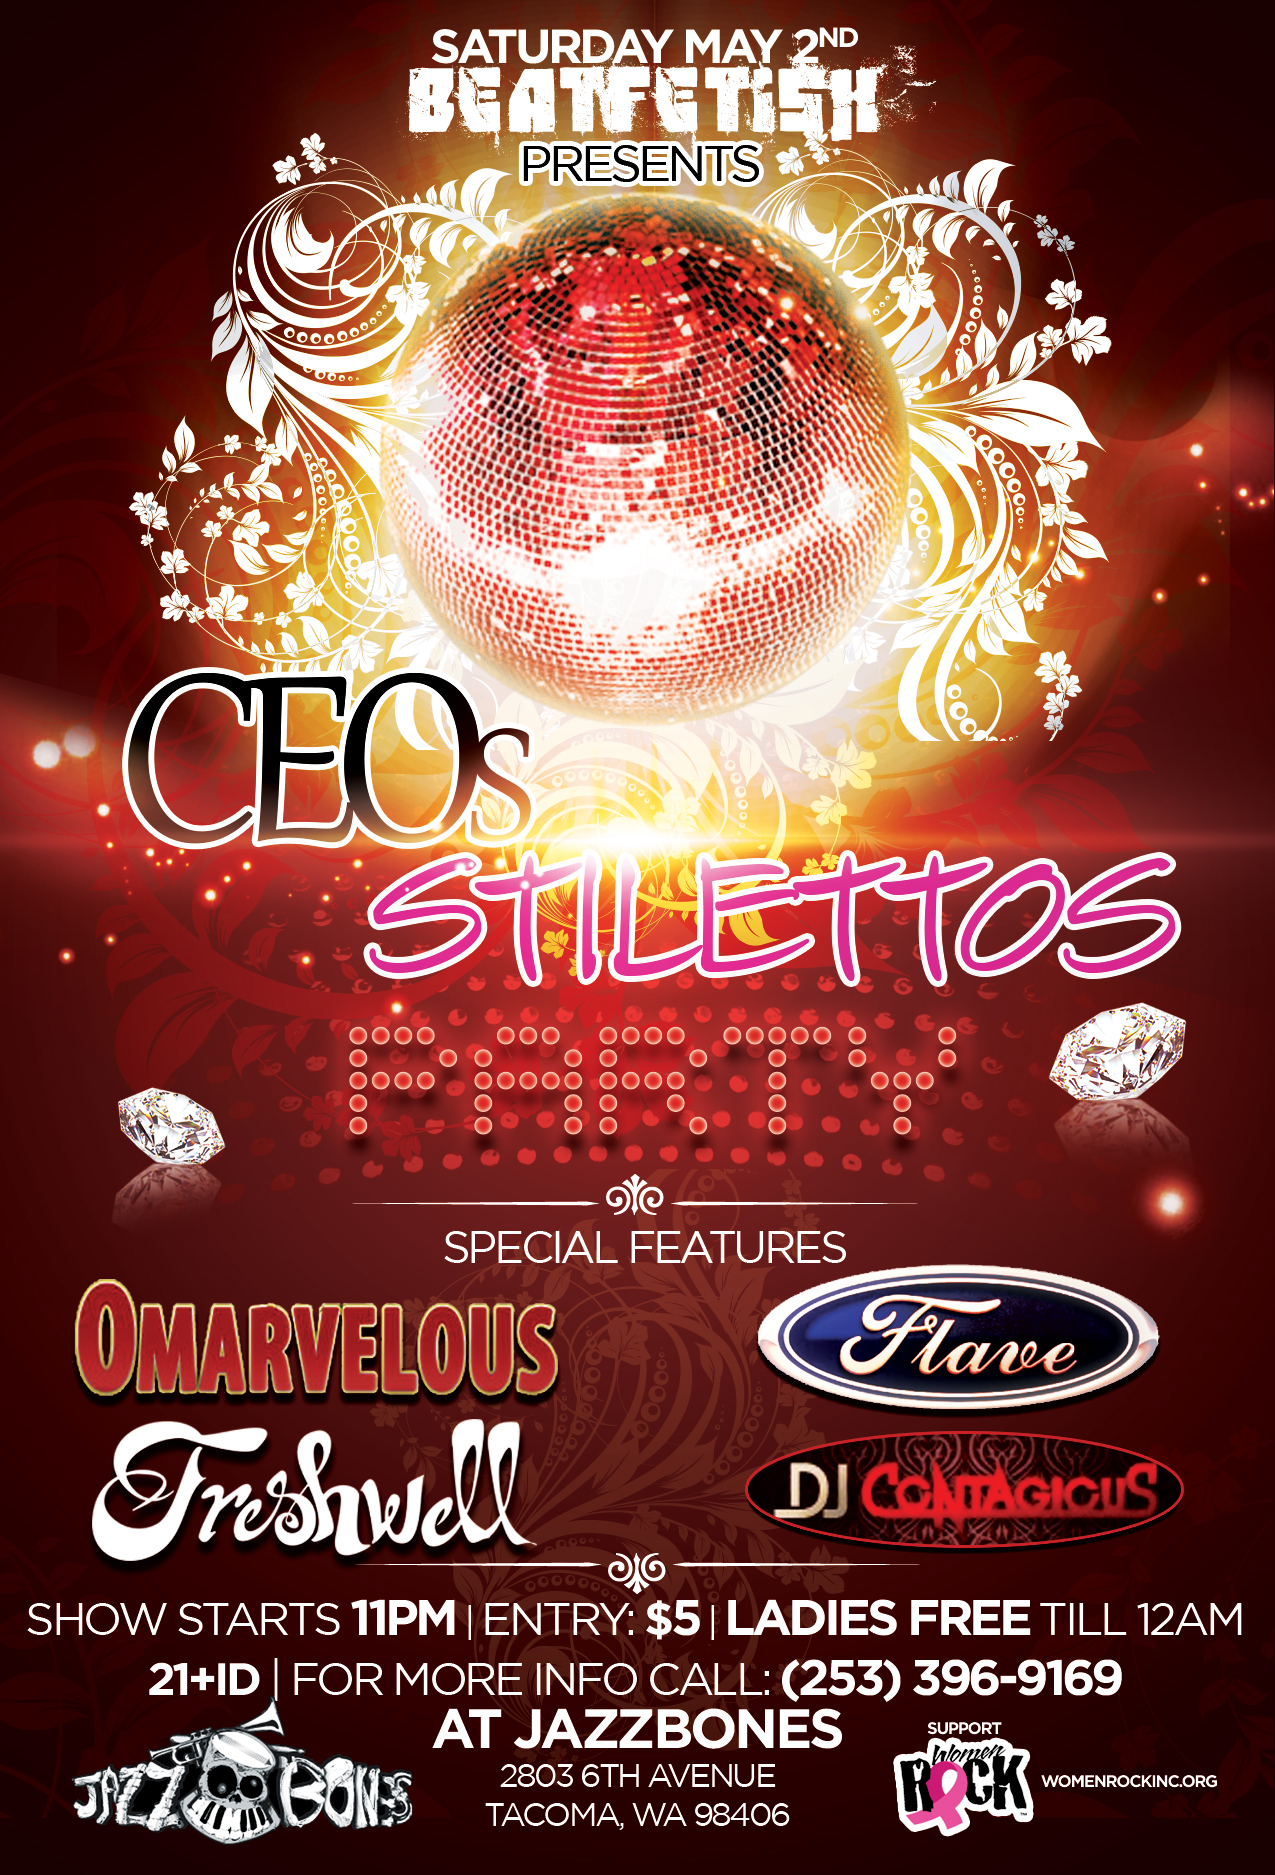 SATURDAY MAY 2ND
BEATFETISH
PRESENTS
CEOs
STILETTOS
PARTY
SPECIAL FEATURES
OMARVELOUS
Flave
Freshwell
DJ CONTAGIOUS
SHOW STARTS 11PM | ENTRY: $5 | LADIES FREE TILL 12AM
21+ID | FOR MORE INFO CALL: (253) 396-9169
AT JAZZBONES
2803 6TH AVENUE
TACOMA, WA 98406
JAZZBONES
SUPPORT
Women
ROCK
WOMENROCKINC.ORG